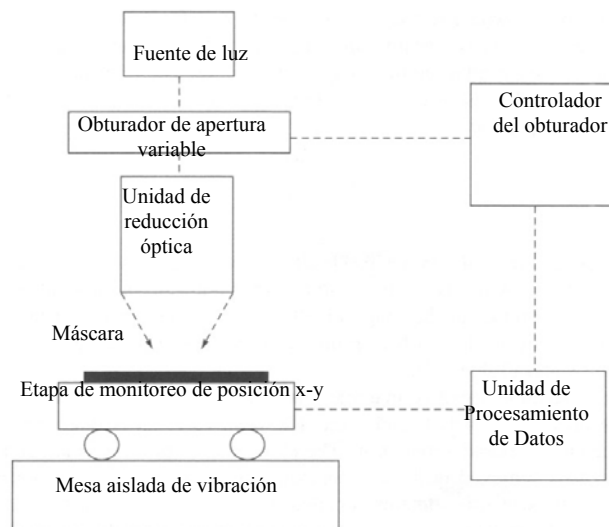 Fuente de luz
Obturador de apertura
variable
Controlador
del obturador
Unidad de
reducción
óptica
Máscara
Etapa de monitoreo de posición x-y
Unidad de
Procesamiento
de Datos
Mesa aislada de vibración